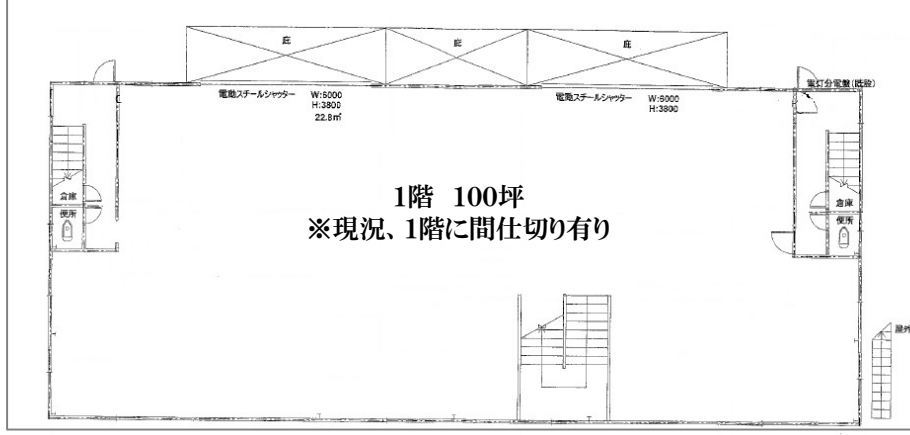 庇
庇
庇
電動スチールシャッター W:6000
H:3800
22.8㎡
電動スチールシャッター W:6000
H:3800
電灯分電盤(既設)
1階 100坪
※現況、1階に間仕切り有り
倉庫
便所
倉庫
便所
屋外